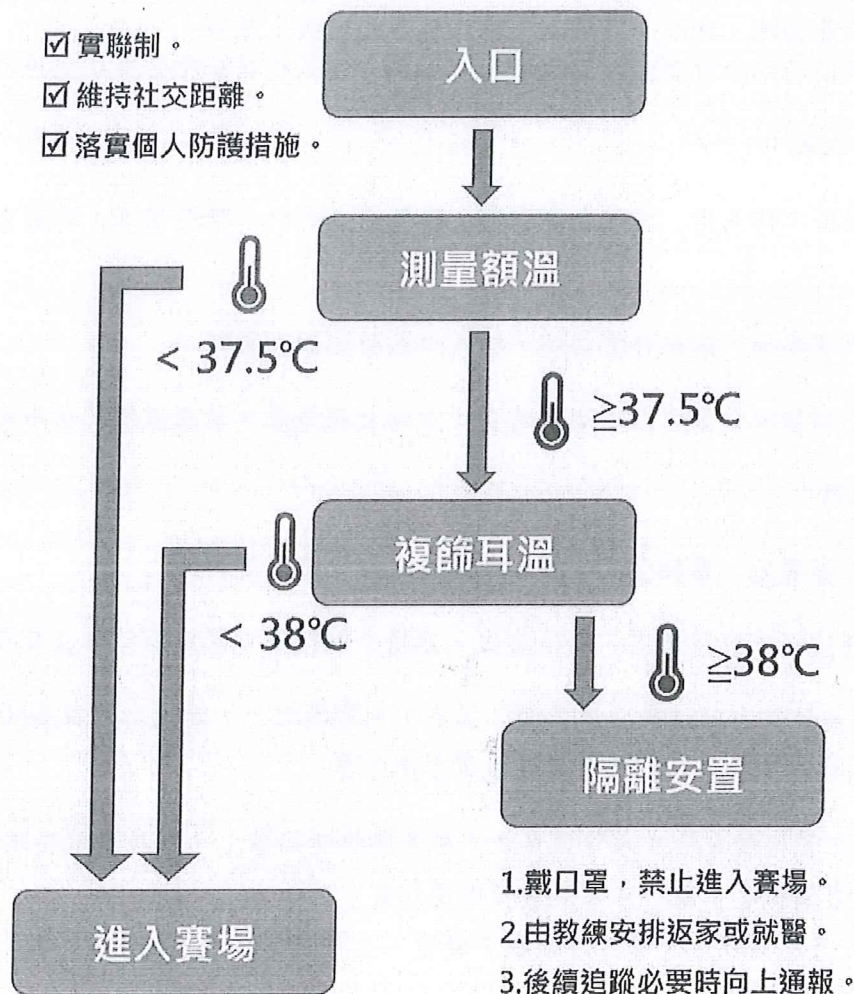 ☑ 實聯制。
☑ 維持社交距離。
☑ 落實個人防護措施。
入口
測量額溫
< 37.5℃
≧37.5℃
複篩耳溫
< 38℃
≧38℃
隔離安置
進入賽場
1.戴口罩，禁止進入賽場。
2.由教練安排返家或就醫。
3.後續追蹤必要時向上通報。